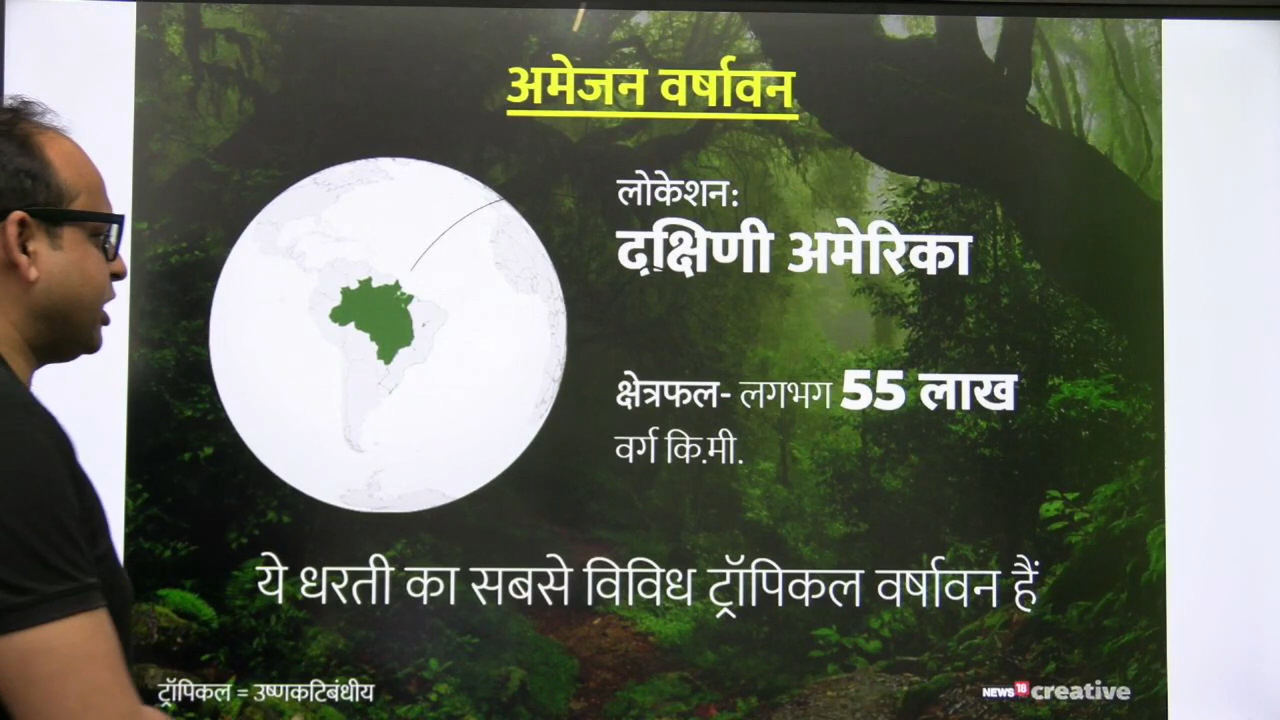 अमेजन वर्षावन
लोकेशन:
दक्षिणी अमेरिका
क्षेत्रफल- लगभग 55 लाख
वर्ग कि.मी.
ये धरती का सबसे विविध ट्रॉपिकल वर्षावन हैं
ट्रॉपिकल = उष्णकटिबंधीय
NEWS18 creative